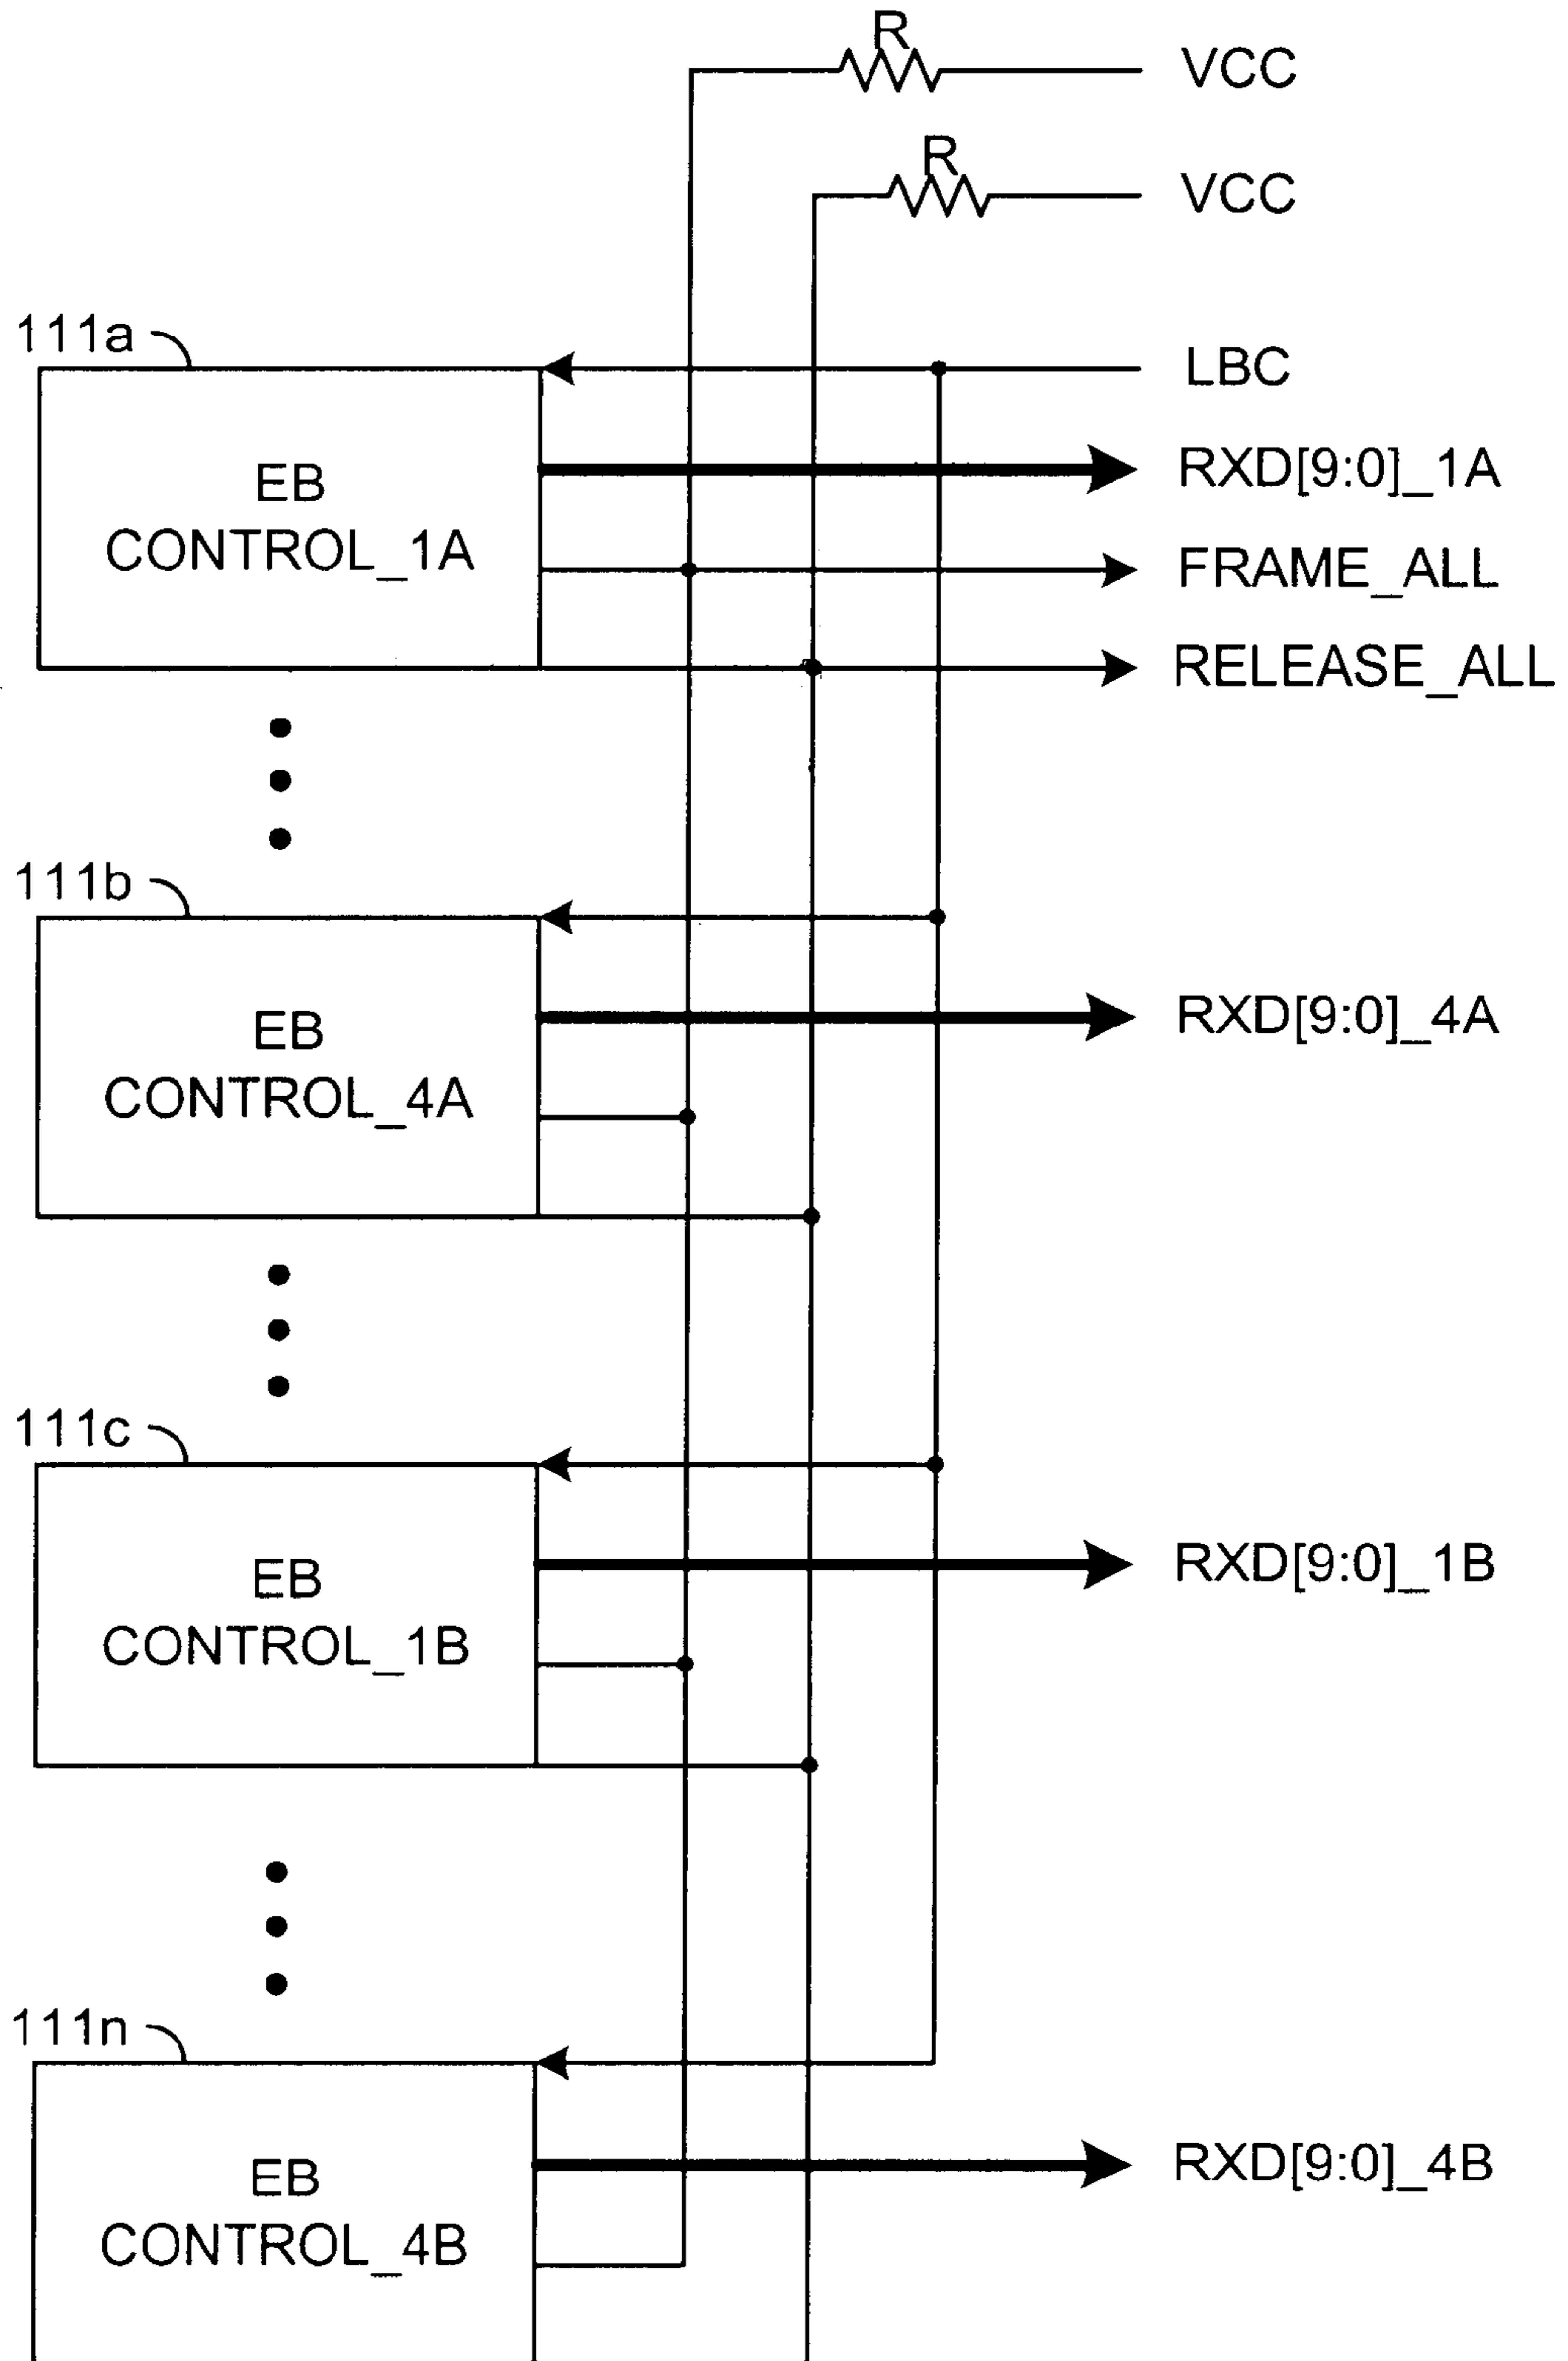 R
VCC
R
VCC
111a
LBC
EB
CONTROL_1A
RXD[9:0]_1A
FRAME_ALL
RELEASE_ALL
111b
EB
CONTROL_4A
RXD[9:0]_4A
111c
EB
CONTROL_1B
RXD[9:0]_1B
111n
EB
CONTROL_4B
RXD[9:0]_4B